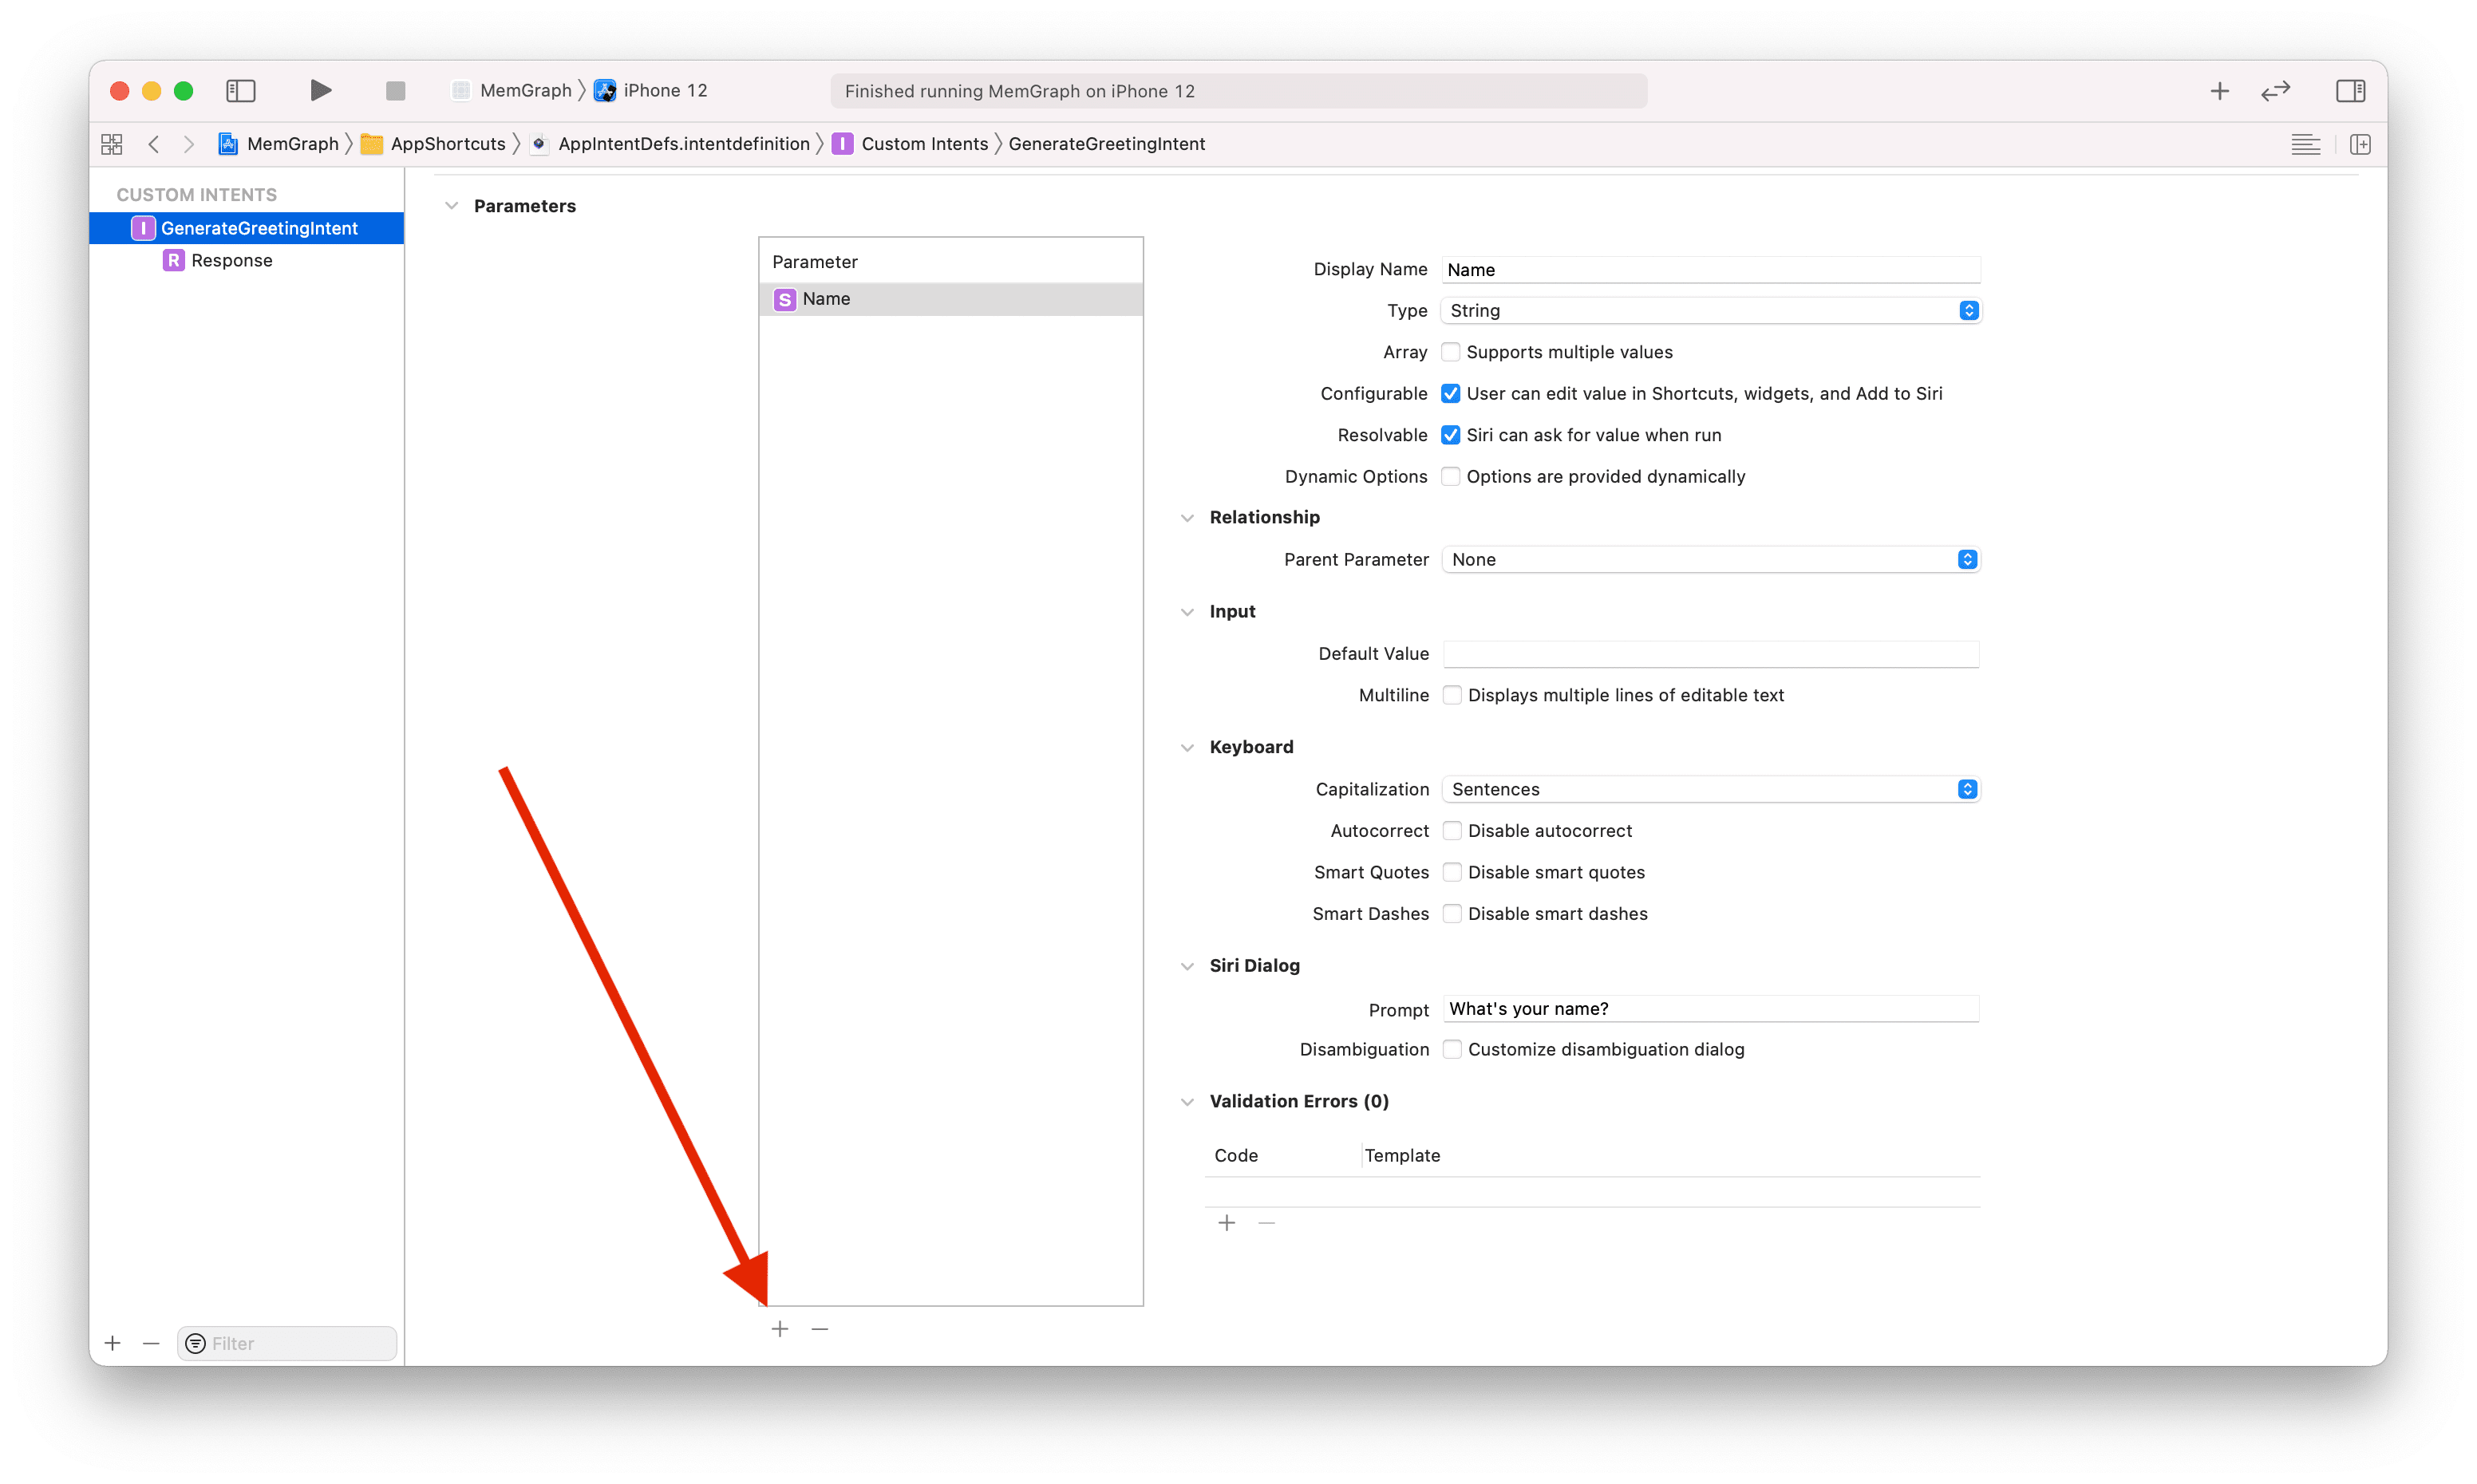 MemGraph iPhone 12
Finished running MemGraph on iPhone 12
MemGraph AppShortcuts AppIntentDefs.intentdefinition I Custom Intents GenerateGreetingIntent
CUSTOM INTENTS
I GenerateGreetingIntent
R Response
Filter
Parameters
Parameter
S Name
Display Name Name
Type String
Array Supports multiple values
Configurable User can edit value in Shortcuts, widgets, and Add to Siri
Resolvable Siri can ask for value when run
Dynamic Options Options are provided dynamically
Relationship
Parent Parameter None
Input
Default Value
Multiline Displays multiple lines of editable text
Keyboard
Capitalization Sentences
Autocorrect Disable autocorrect
Smart Quotes Disable smart quotes
Smart Dashes Disable smart dashes
Siri Dialog
Prompt What's your name?
Disambiguation Customize disambiguation dialog
Validation Errors (0)
Code Template